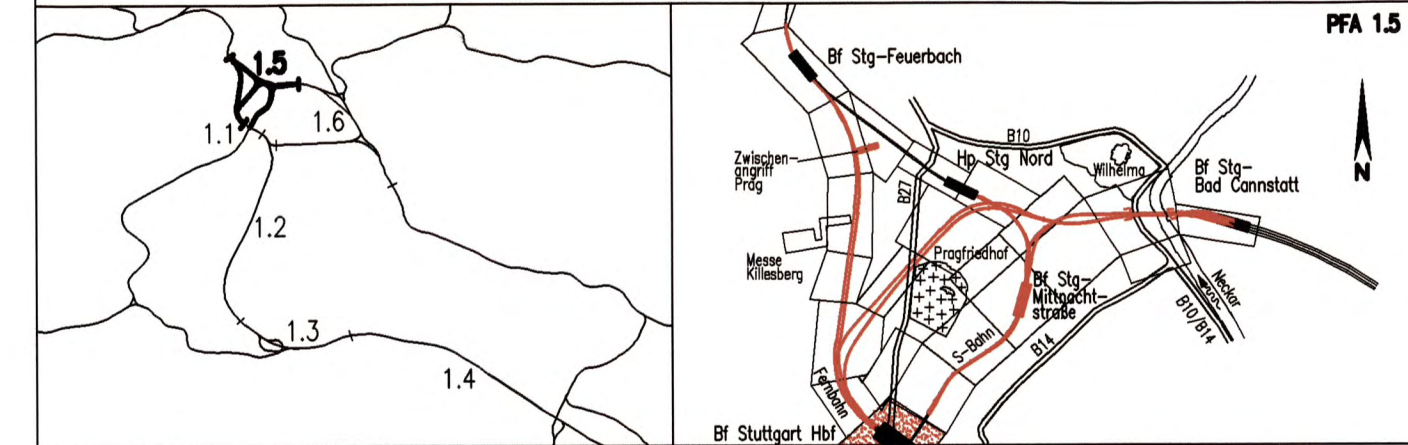 1.5
1.1
1.6
1.2
1.3
1.4
PFA 1.5
Bf Stg-Feuerbach
N
B10
Zwischen-
angriff
Prag
Hp Stg Nord
Wilhelma
Bf Stg-
Bad Cannstatt
B27
Messe
Killesberg
Pragfriedhof
Bf Stg-
Mittnacht-
straße
Neckar
B10/B14
S-Bahn
B14
Fernbahn
Bf Stuttgart Hbf